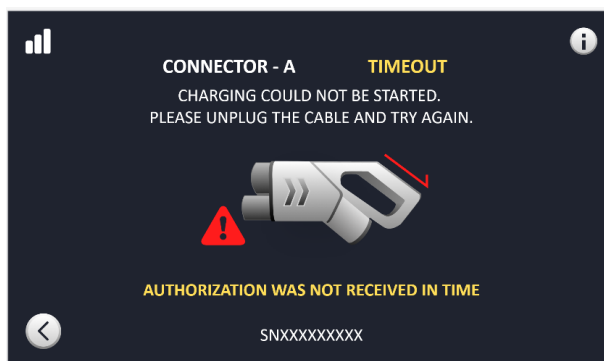 CONNECTOR - A TIMEOUT
CHARGING COULD NOT BE STARTED.
PLEASE UNPLUG THE CABLE AND TRY AGAIN.
AUTHORIZATION WAS NOT RECEIVED IN TIME
SNXXXXXXXXXX